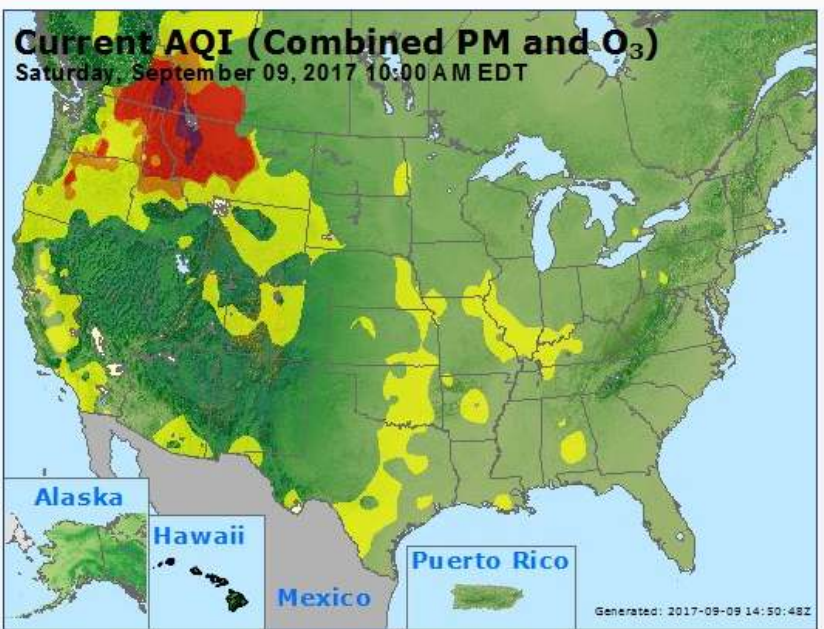 Current AQI (Combined PM and O₃)
Saturday, September 09, 2017 10:00 AM EDT
Alaska
Hawaii
Puerto Rico
Mexico
Generated: 2017-09-09 14:50:48Z